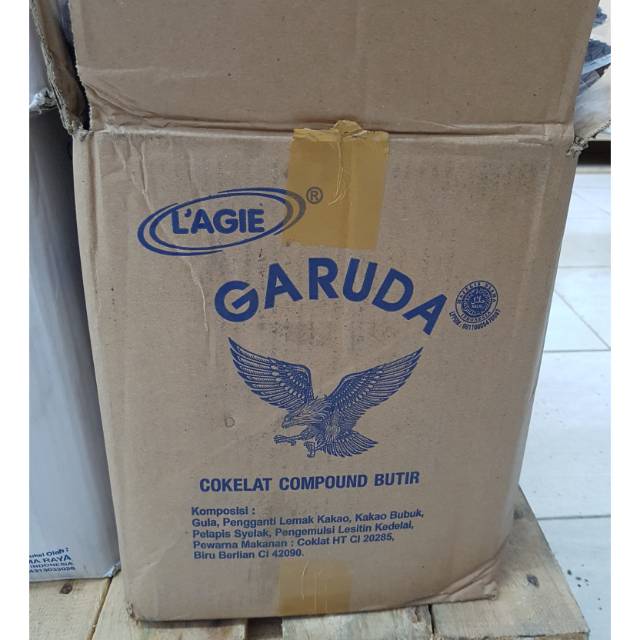 L'AGIE ®
GARUDA
COKELAT COMPOUND BUTIR
Komposisi :
Gula, Pengganti Lemak Kakao, Kakao Bubuk,
Pelapis Syelak, Pengemulsi Lesitin Kedelai,
Pewarna Makanan : Coklat HT CI 20285,
Biru Berlian CI 42090.